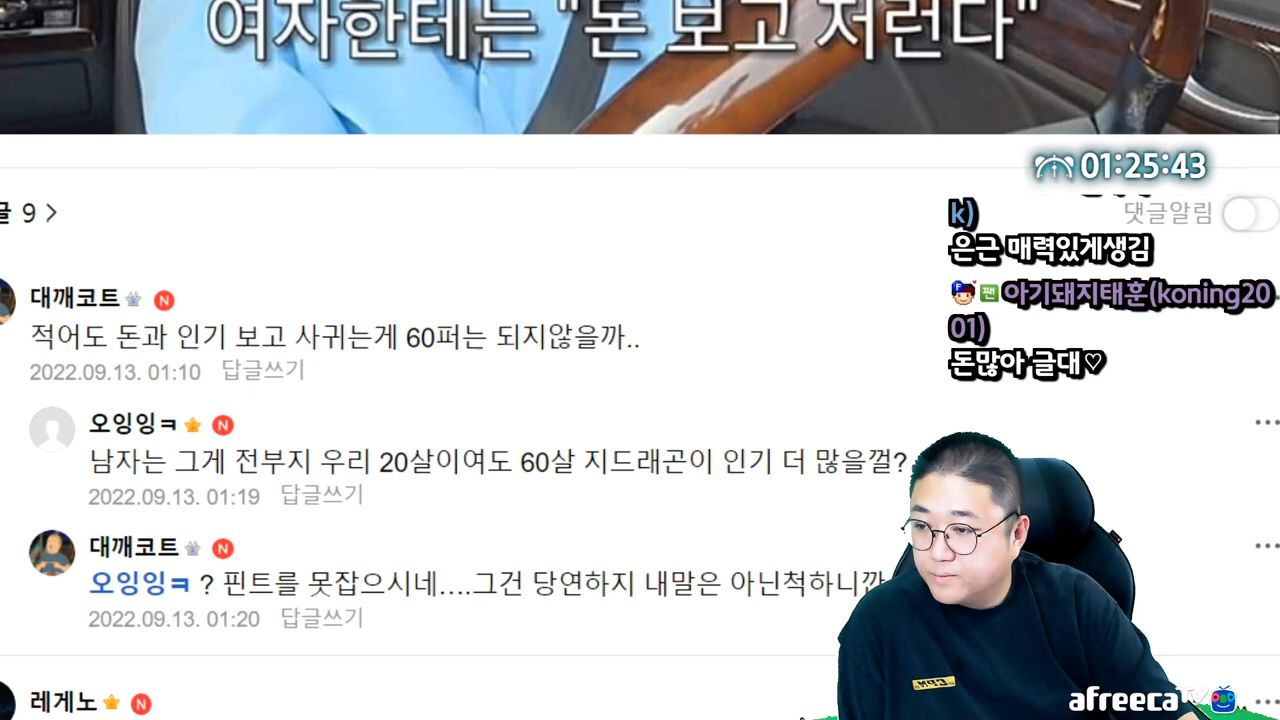 여자한테는 "돈 보고 저런다"
01:25:43
글 9 >
댓글알림
k)
은근 매력있게생김
팬 아기돼지태훈(koning2001)
돈많아 글대♡
대깨코트 N
적어도 돈과 인기 보고 사귀는게 60퍼는 되지않을까..
2022.09.13. 01:10 답글쓰기
오잉잉ㅋ N
남자는 그게 전부지 우리 20살이여도 60살 지드래곤이 인기 더 많을껄?
2022.09.13. 01:19 답글쓰기
대깨코트 N
오잉잉ㅋ ? 핀트를 못잡으시네....그건 당연하지 내말은 아닌척하니깐
2022.09.13. 01:20 답글쓰기
레게노 N
afreecaTV